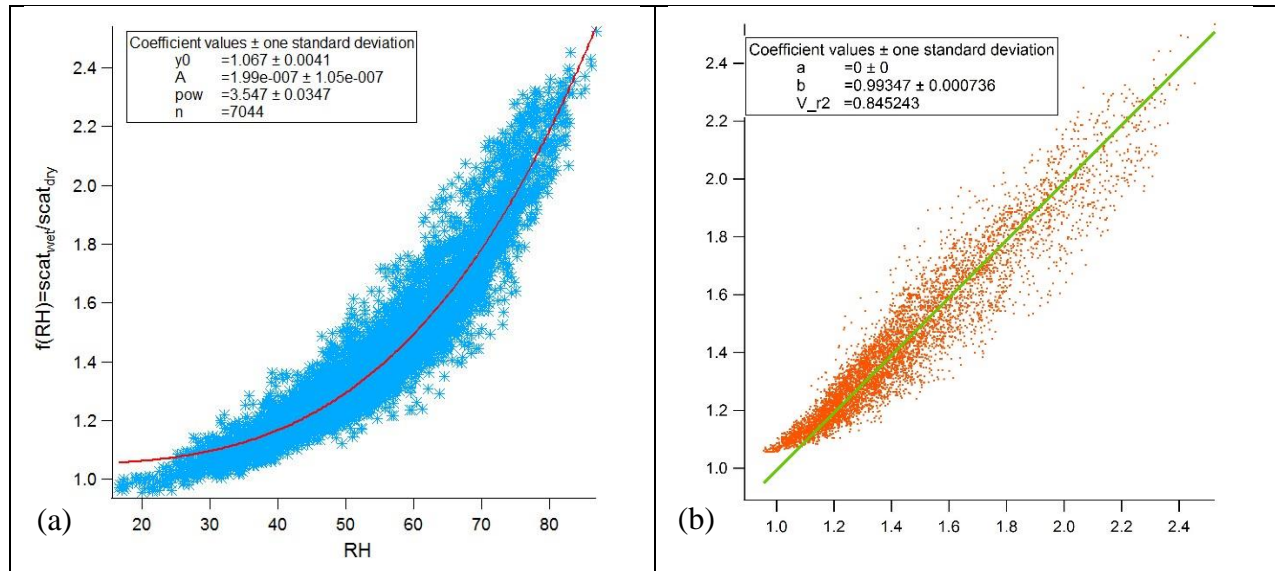 Coefficient values ± one standard deviation
y0 =1.067 ± 0.0041
A =1.99e-007 ± 1.05e-007
pow =3.547 ± 0.0347
n =7044
2.4
2.2
2.0
1.8
1.6
1.4
1.2
1.0
f(RH)=scat_wet/scat_dry
20 30 40 50 60 70 80
RH
(a)
Coefficient values ± one standard deviation
a =0 ± 0
b =0.99347 ± 0.000736
V_r2 =0.845243
2.4
2.2
2.0
1.8
1.6
1.4
1.2
1.0
1.0 1.2 1.4 1.6 1.8 2.0 2.2 2.4
(b)